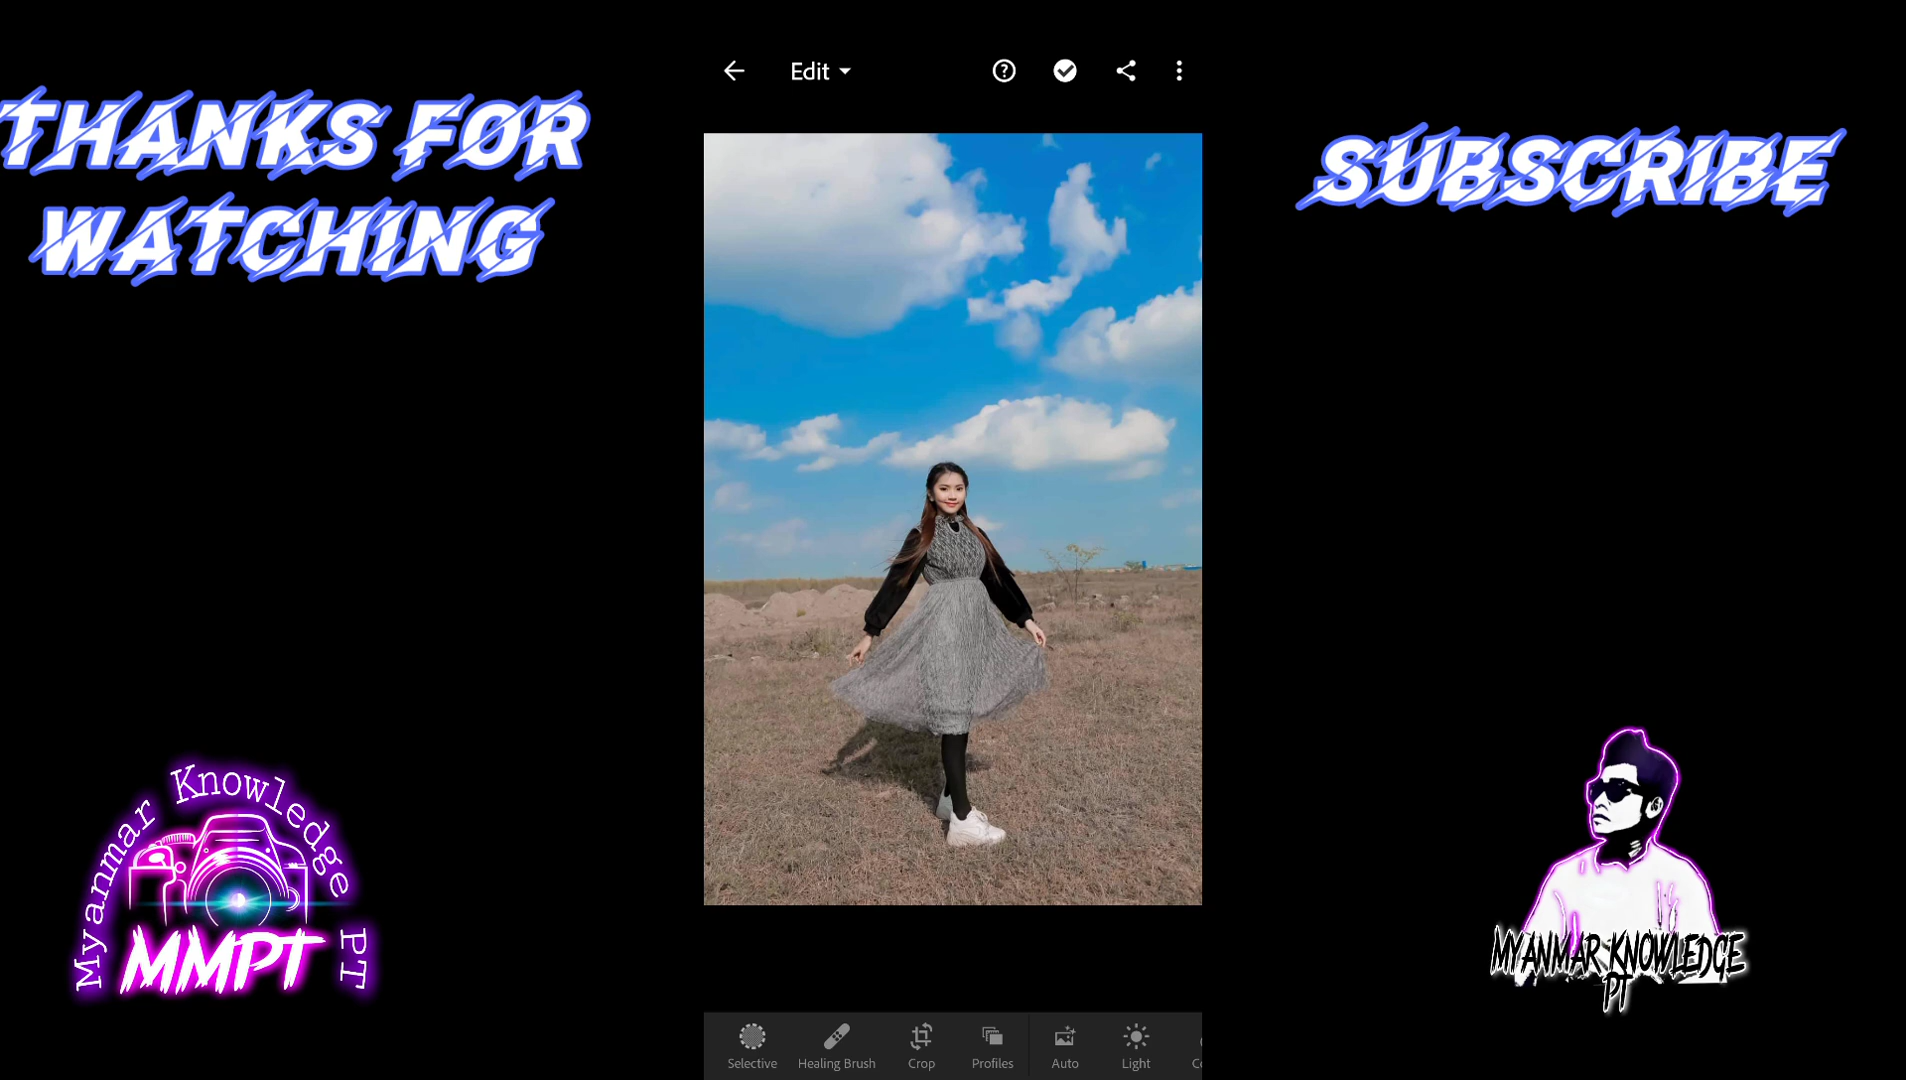 THANKS FOR
WATCHING
Edit
SUBSCRIBE
Myanmar Knowledge PT
MMPT
MYANMAR KNOWLEDGE
PT
Selective
Healing Brush
Crop
Profiles
Auto
Light